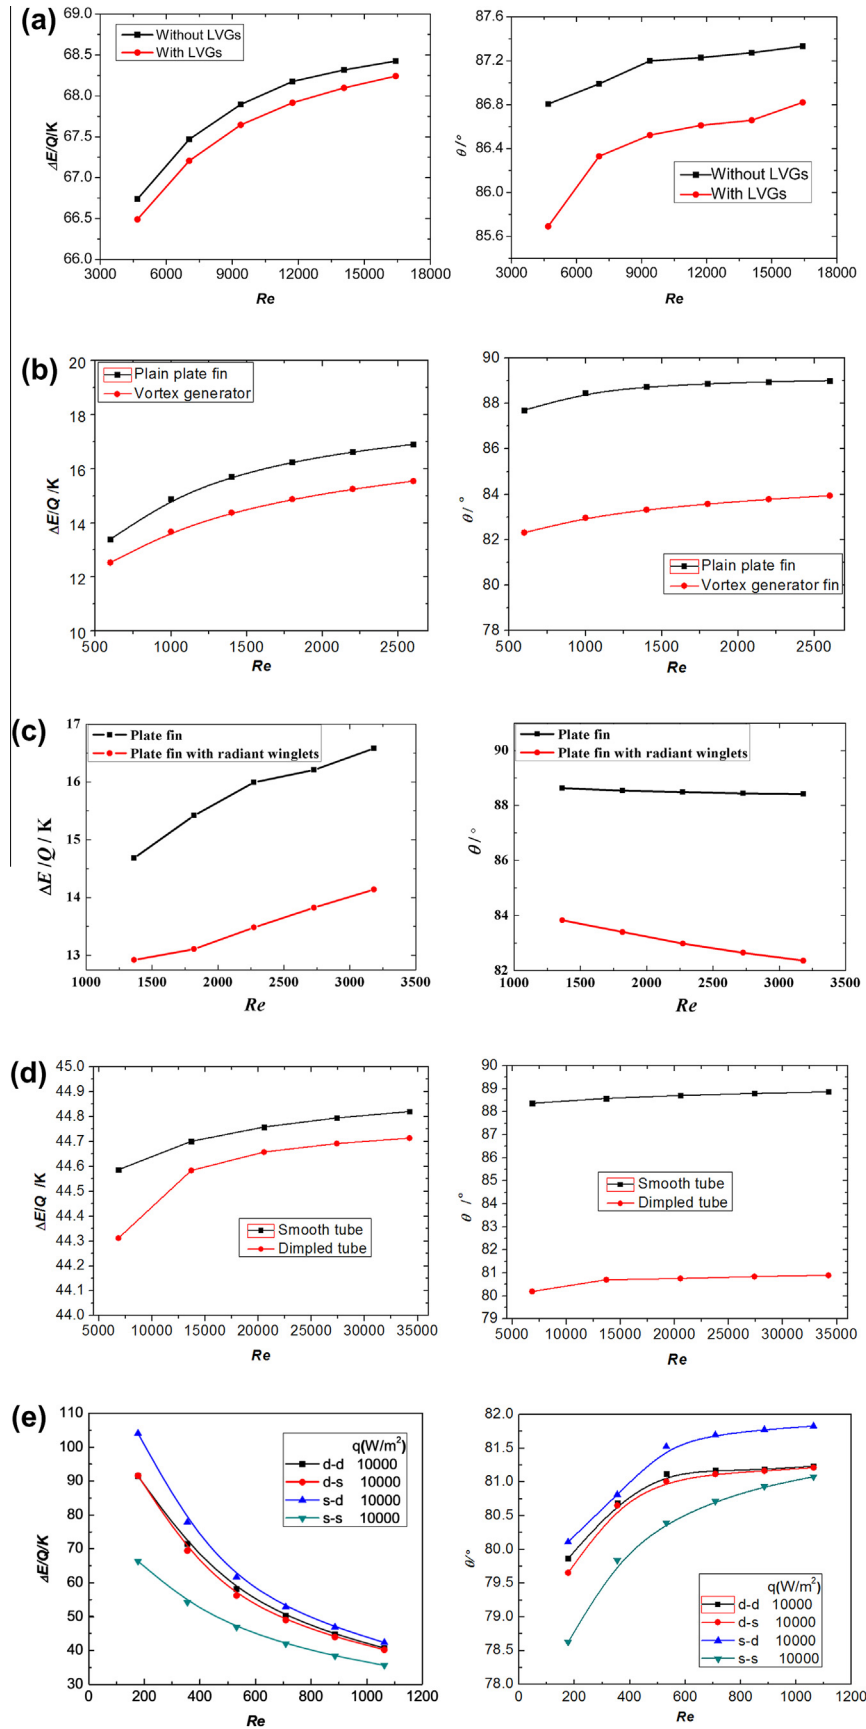 (a)
69.0
68.5
68.0
67.5
67.0
66.5
66.0
ΔE/Q/K
Without LVGs
With LVGs
3000 6000 9000 12000 15000 18000
Re
87.6
87.2
86.8
86.4
86.0
85.6
θ /°
Without LVGs
With LVGs
3000 6000 9000 12000 15000 18000
Re
(b)
20
18
16
14
12
10
ΔE/Q /K
Plain plate fin
Vortex generator
500 1000 1500 2000 2500
Re
90
88
86
84
82
80
78
θ / °
Plain plate fin
Vortex generator fin
500 1000 1500 2000 2500
Re
(c)
17
16
15
14
13
ΔE /Q / K
Plate fin
Plate fin with radiant winglets
1000 1500 2000 2500 3000 3500
Re
90
88
86
84
82
θ / °
Plate fin
Plate fin with radiant winglets
1000 1500 2000 2500 3000 3500
Re
(d)
45.0
44.9
44.8
44.7
44.6
44.5
44.4
44.3
44.2
44.1
44.0
ΔE/Q /K
Smooth tube
Dimpled tube
5000 10000 15000 20000 25000 30000 35000
Re
90
89
88
87
86
85
84
83
82
81
80
79
θ /°
Smooth tube
Dimpled tube
5000 10000 15000 20000 25000 30000 35000
Re
(e)
110
100
90
80
70
60
50
40
30
ΔE/Q/K
q(W/m²)
d-d 10000
d-s 10000
s-d 10000
s-s 10000
0 200 400 600 800 1000 1200
Re
82.0
81.5
81.0
80.5
80.0
79.5
79.0
78.5
78.0
θ/°
q(W/m²)
d-d 10000
d-s 10000
s-d 10000
s-s 10000
0 200 400 600 800 1000 1200
Re